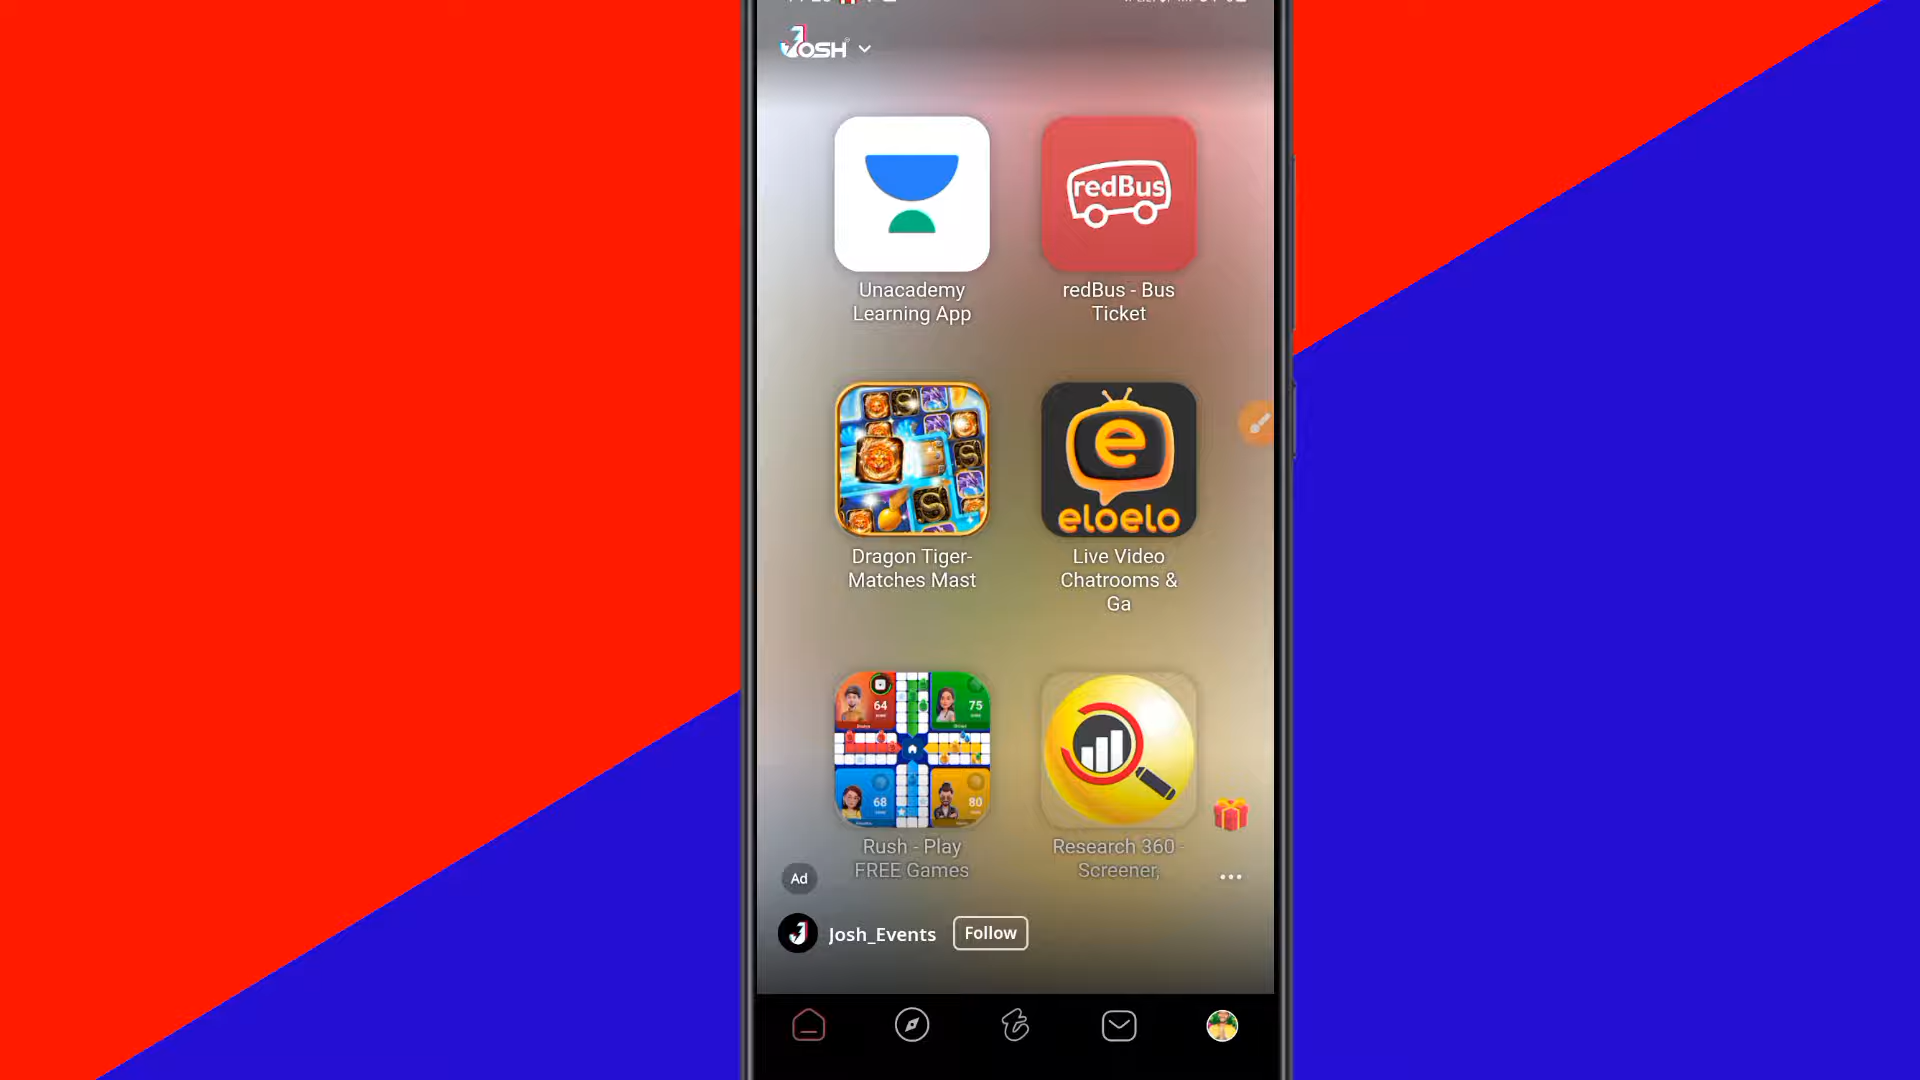 JOSH
redBus
Unacademy
Learning App
redBus - Bus
Ticket
e
eloelo
Dragon Tiger-
Matches Mast
Live Video
Chatrooms &
Ga
64
75
68
80
Rush - Play
FREE Games
Research 360 -
Screener,
Ad
Josh_Events
Follow